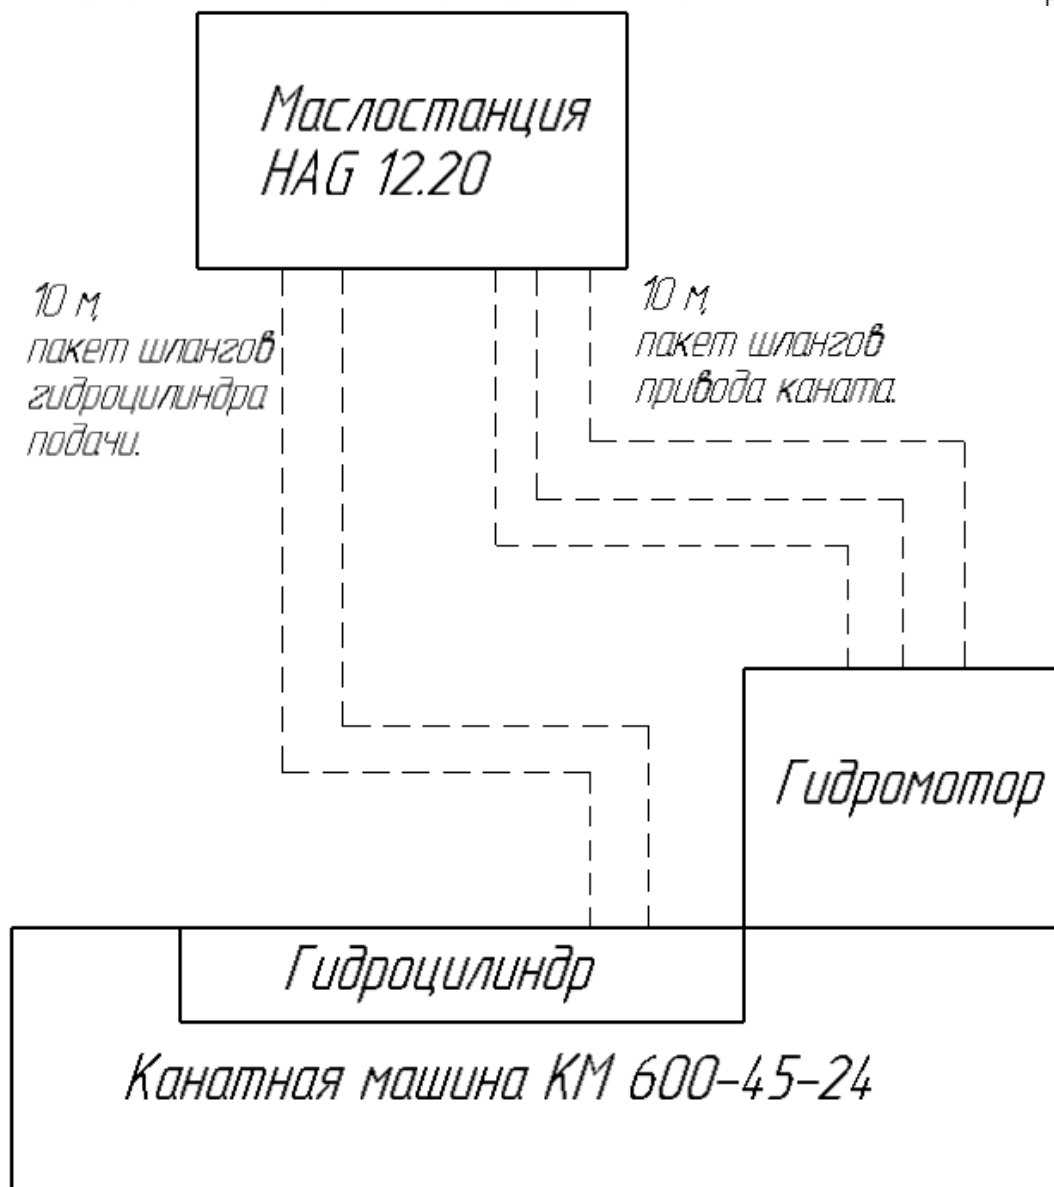 Маслостанция
HAG 12.20
10 м,
пакет шлангов
гидроцилиндра
подачи.
10 м,
пакет шлангов
привода каната.
Гидромотор
Гидроцилиндр
Канатная машина КМ 600-45-24